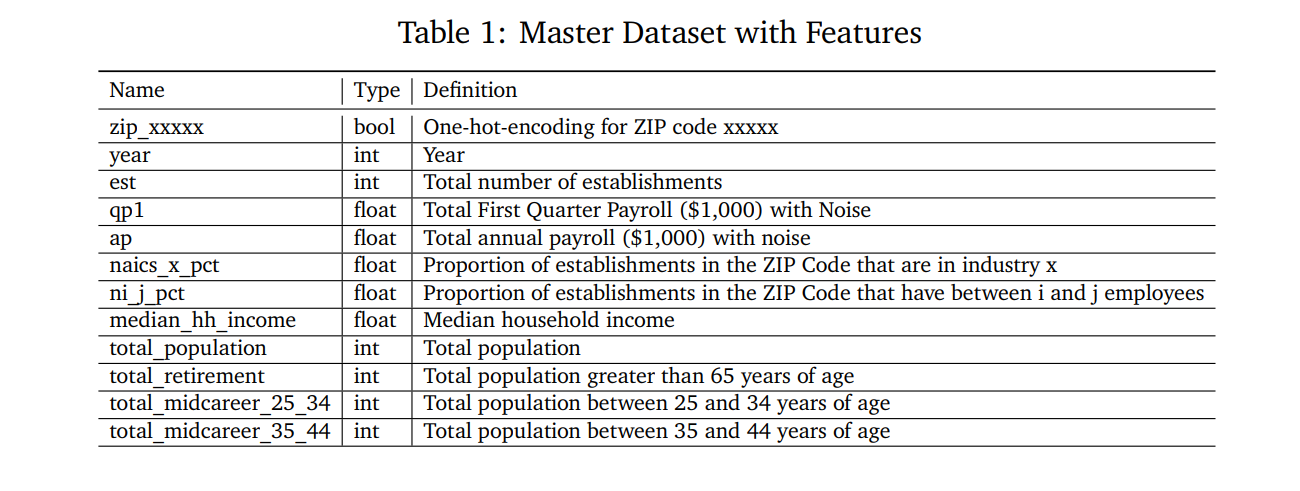 Table 1: Master Dataset with Features
Name Type Definition
zip_xxxxx bool One-hot-encoding for ZIP code xxxxx
year int Year
est int Total number of establishments
qp1 float Total First Quarter Payroll ($1,000) with Noise
ap float Total annual payroll ($1,000) with noise
naics_x_pct float Proportion of establishments in the ZIP Code that are in industry x
ni_j_pct float Proportion of establishments in the ZIP Code that have between i and j employees
median_hh_income float Median household income
total_population int Total population
total_retirement int Total population greater than 65 years of age
total_midcareer_25_34 int Total population between 25 and 34 years of age
total_midcareer_35_44 int Total population between 35 and 44 years of age